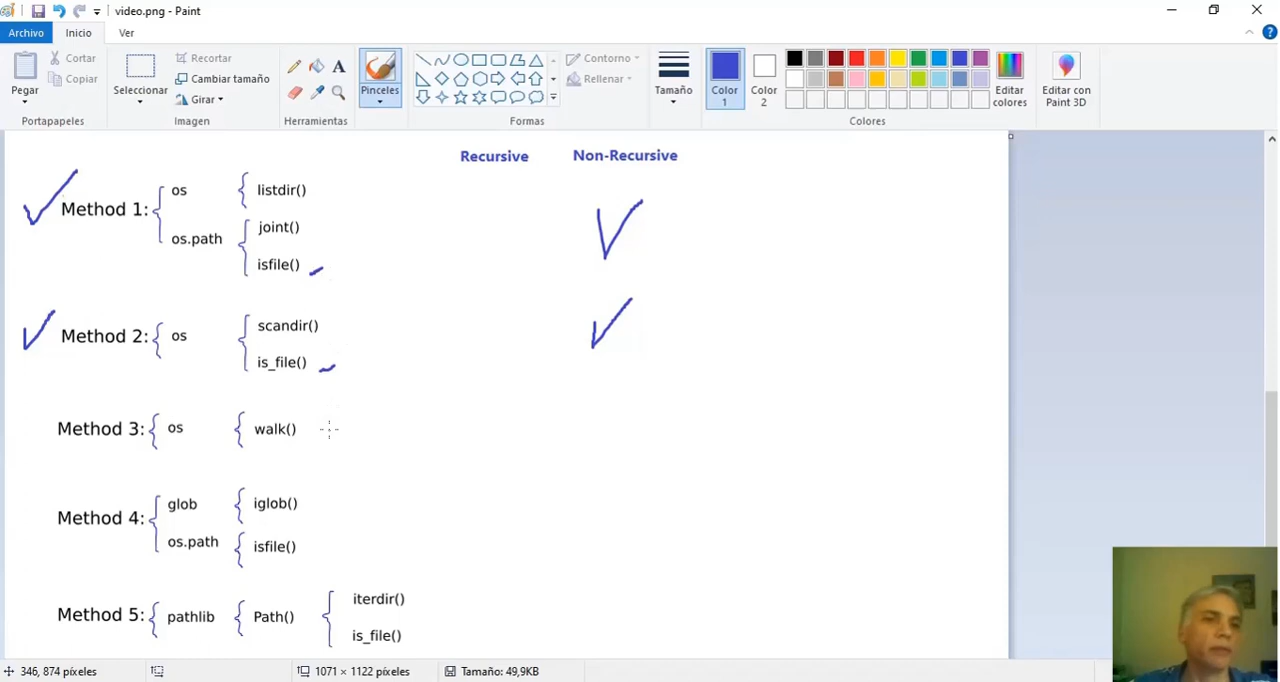 video.png - Paint
Archivo Inicio Ver
Pegar Cortar Copiar
Seleccionar Recortar Cambiar tamaño Girar
A
Pinceles
Contorno Rellenar
Tamaño
Color 1
Color 2
Editar colores
Editar con Paint 3D
Portapapeles Imagen Herramientas Formas Colores
Recursive Non-Recursive
Method 1: os listdir()
os.path joint()
isfile()
Method 2: os scandir()
is_file()
Method 3: os walk()
Method 4: glob iglob()
os.path isfile()
Method 5: pathlib Path() iterdir()
is_file()
346, 874 píxeles 1071 × 1122 píxeles Tamaño: 49,9KB